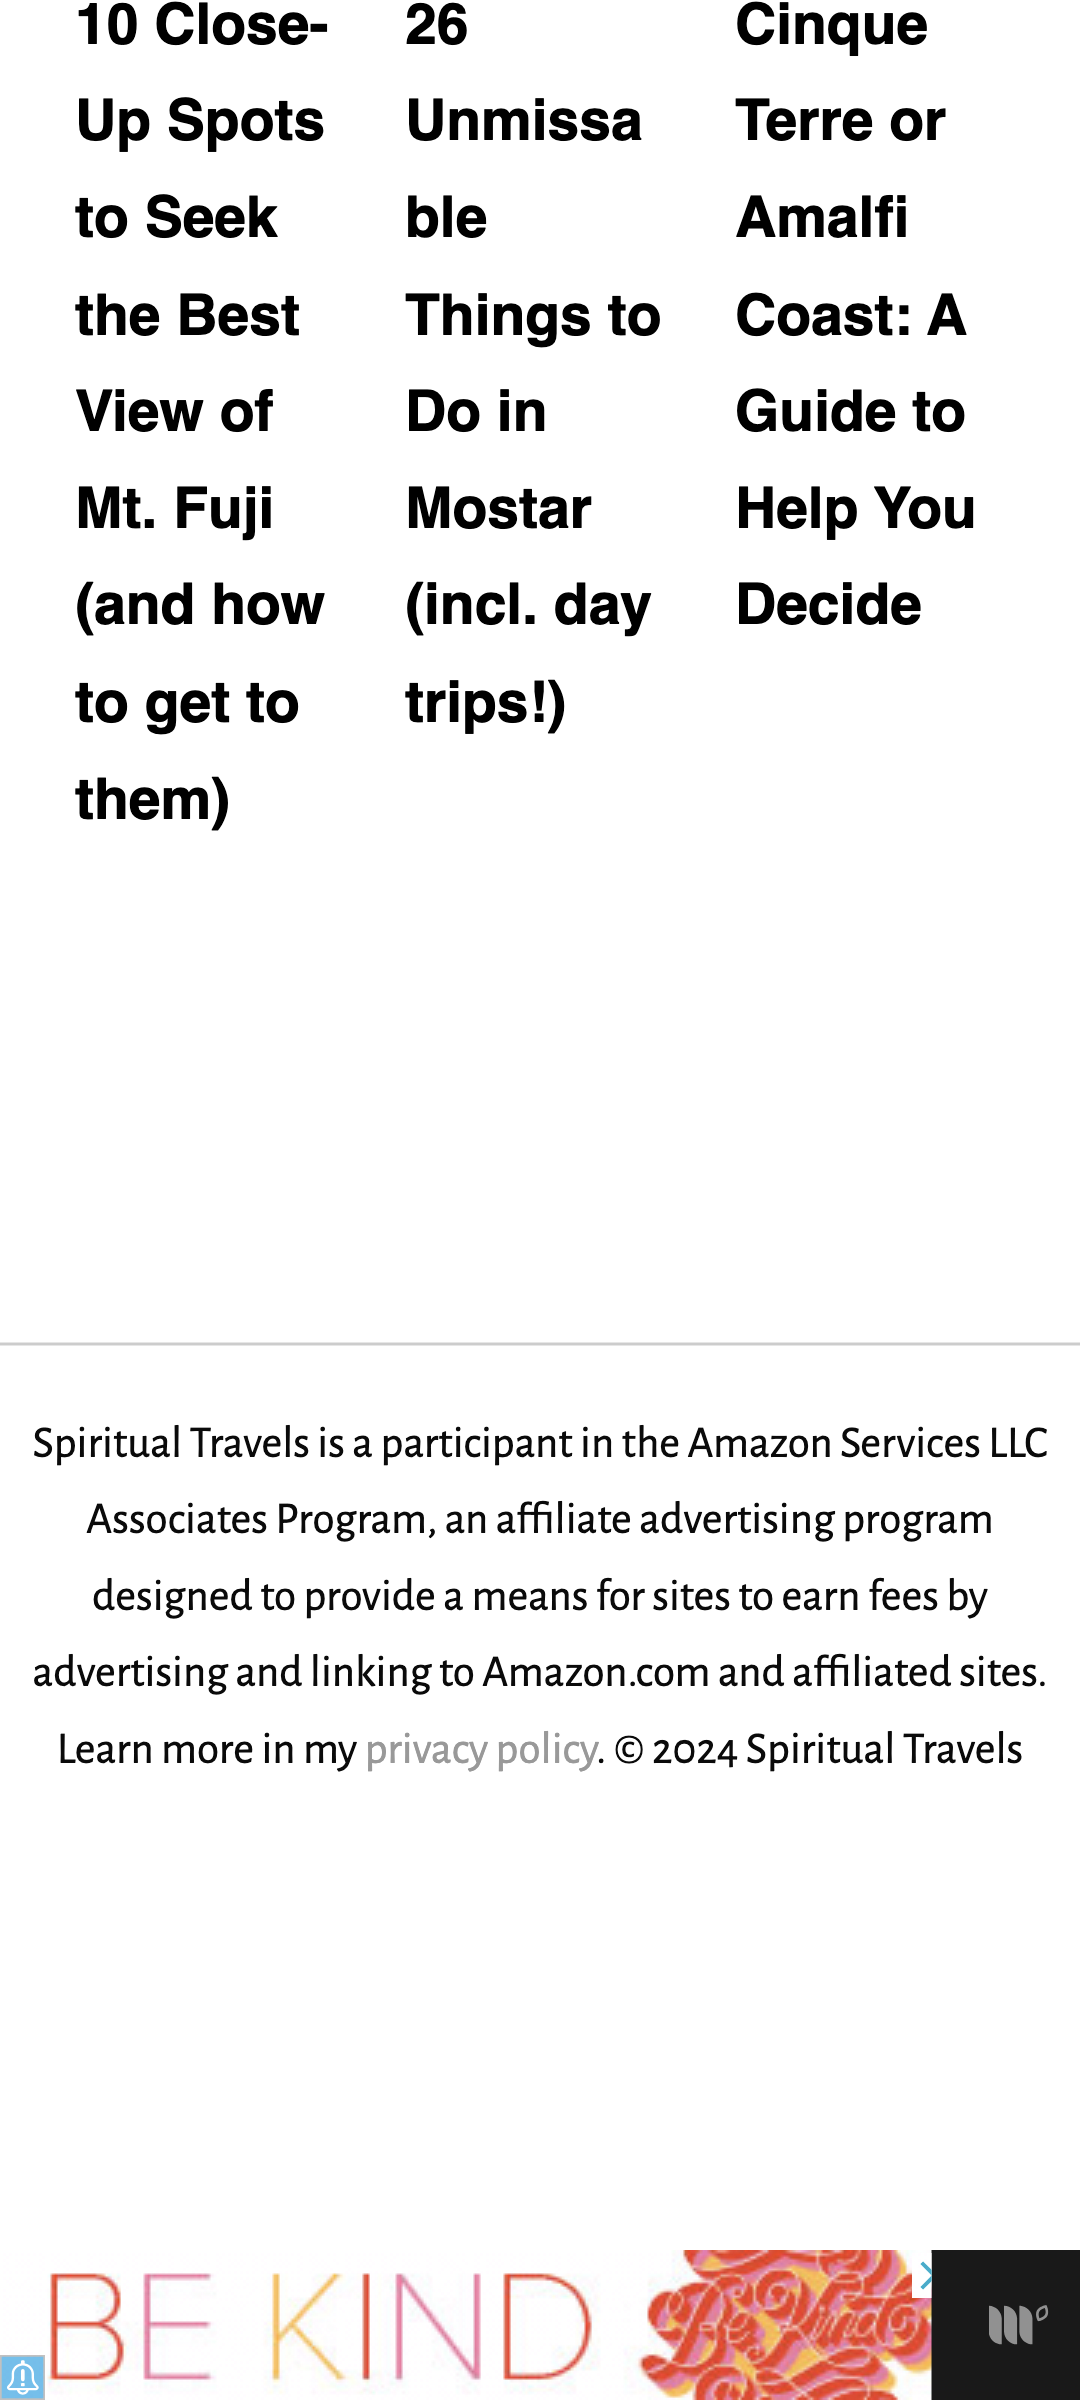 10 Close-
Up Spots
to Seek
the Best
View of
Mt. Fuji
(and how
to get to
them)
26
Unmissa
ble
Things to
Do in
Mostar
(incl. day
trips!)
Cinque
Terre or
Amalfi
Coast: A
Guide to
Help You
Decide
Spiritual Travels is a participant in the Amazon Services LLC
Associates Program, an affiliate advertising program
designed to provide a means for sites to earn fees by
advertising and linking to Amazon.com and affiliated sites.
Learn more in my privacy policy. © 2024 Spiritual Travels
BE KIND
Be Kind